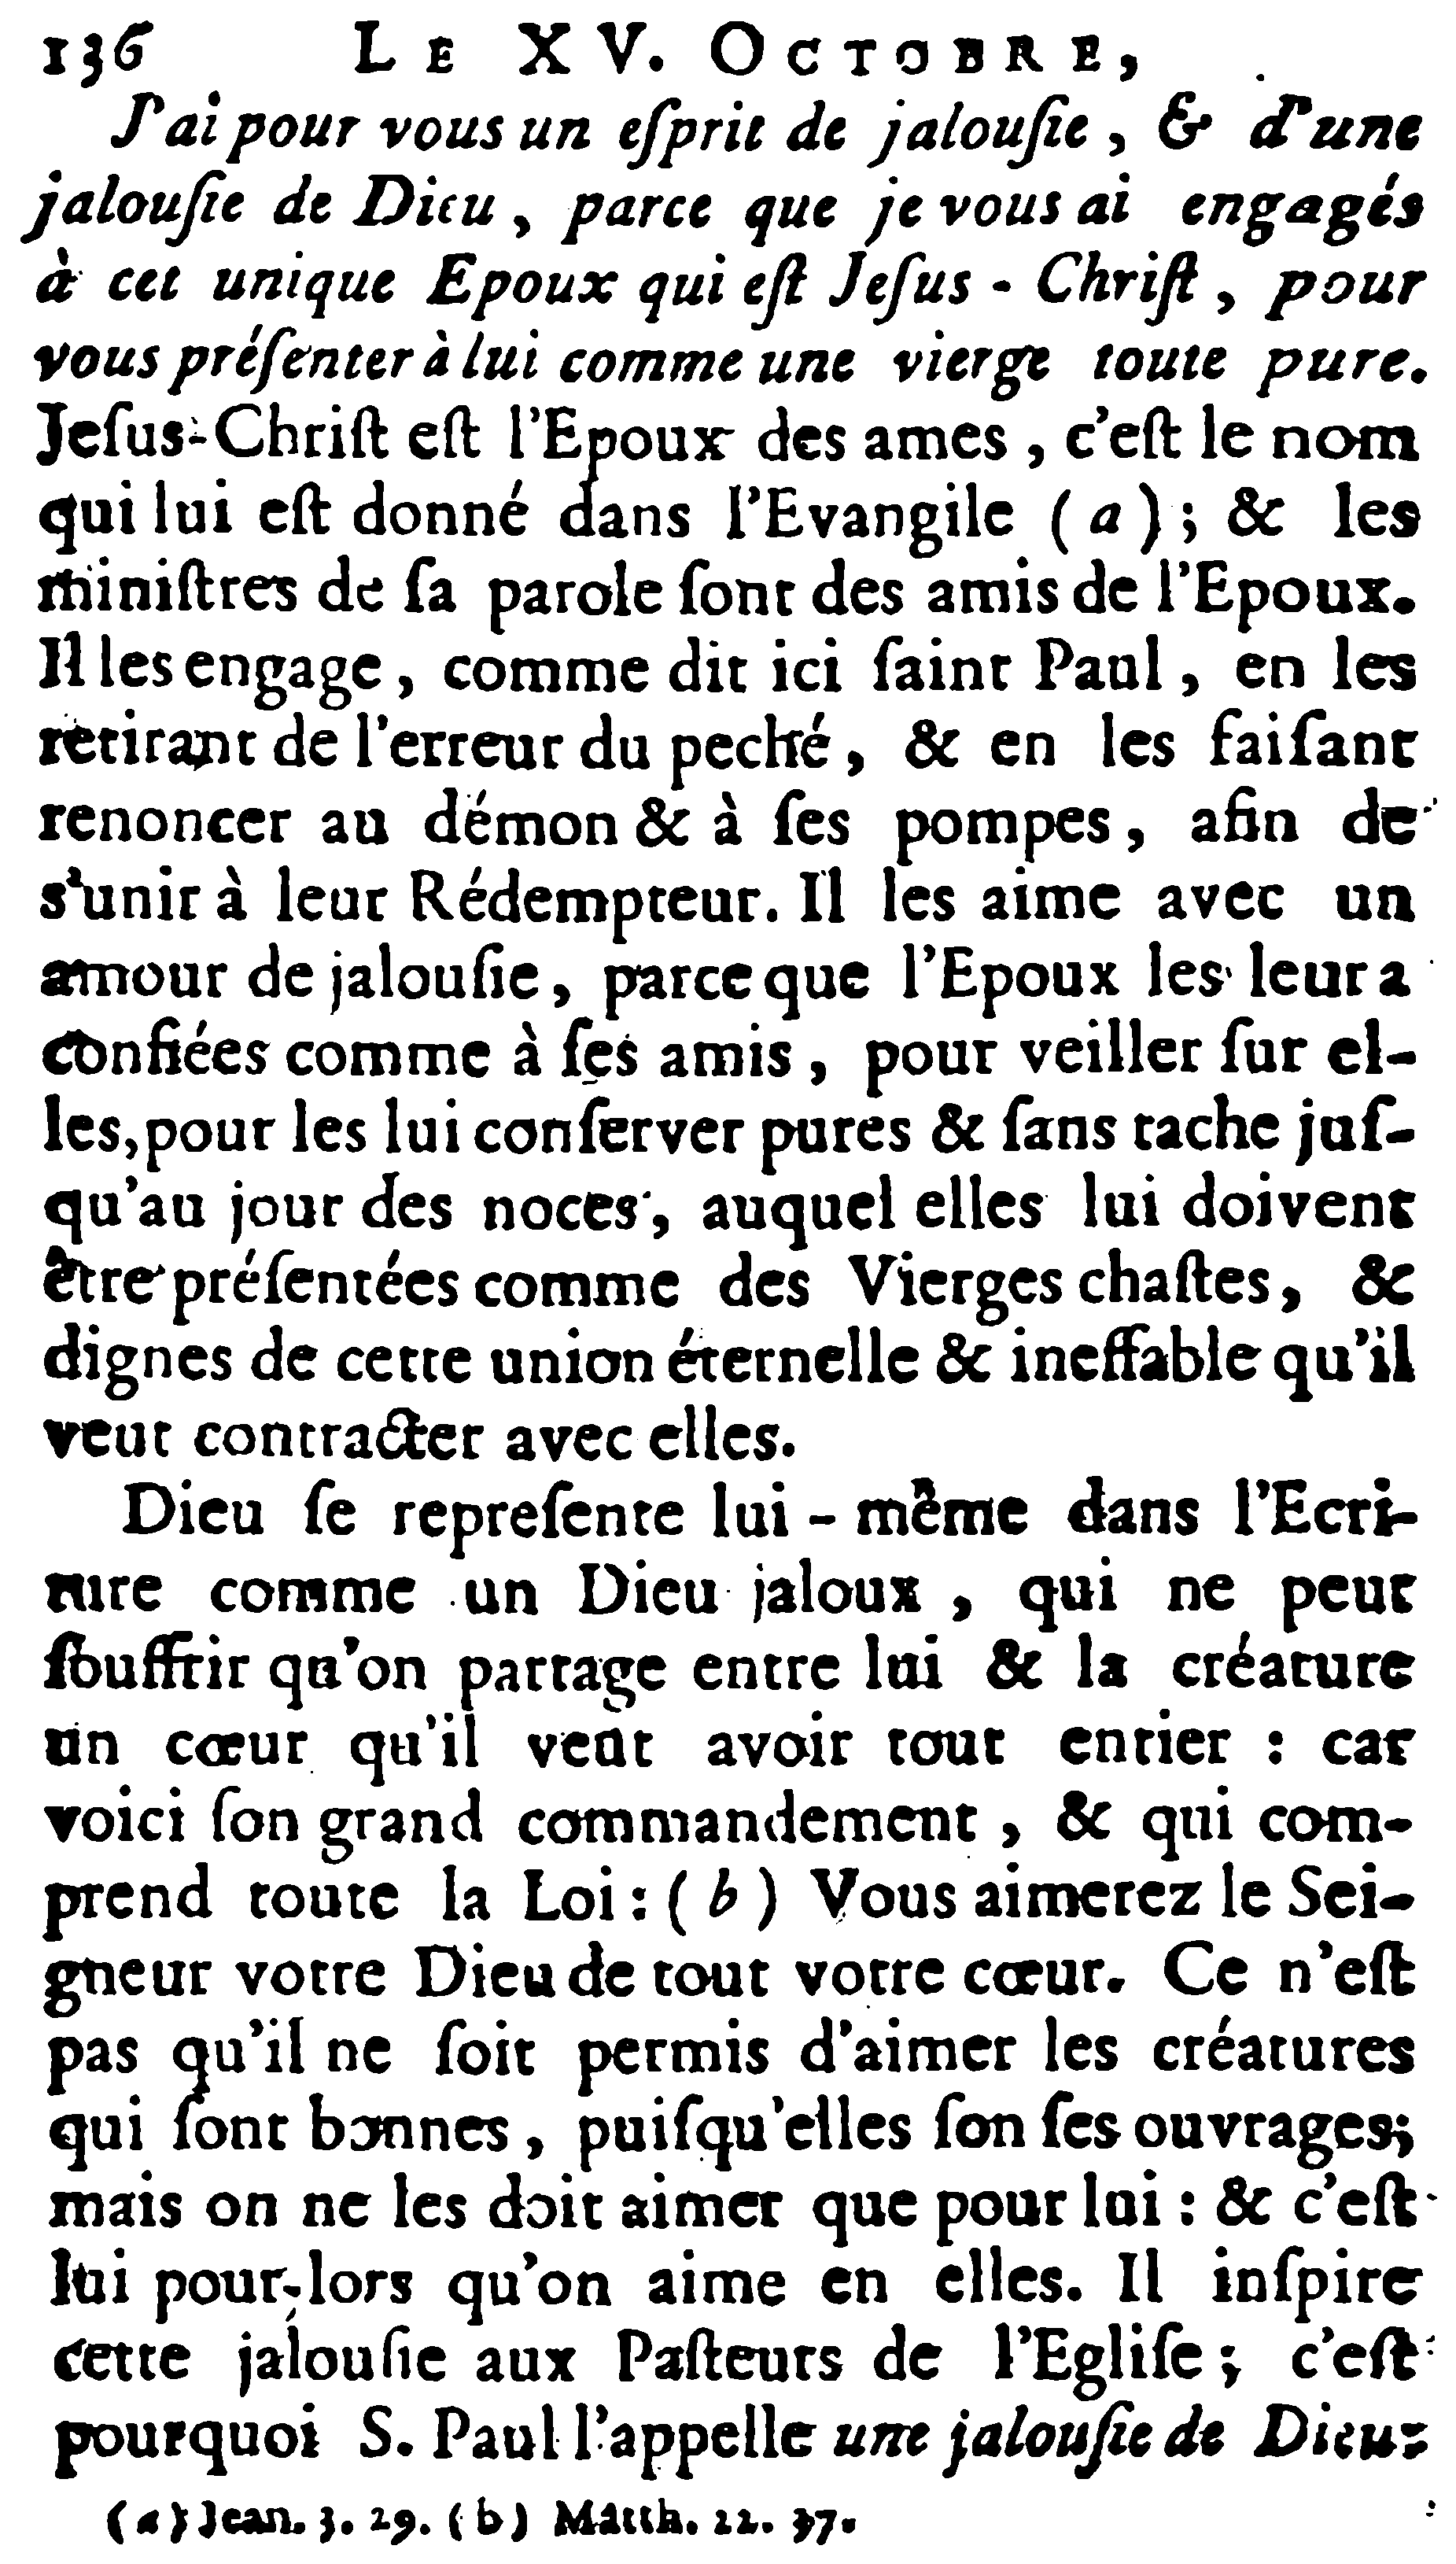 136 LE XV. OCTOBRE,
J'ai pour vous un eſprit de jalouſie, & d'une
jalouſie de Dieu, parce que je vous ai engagés
à cet unique Epoux qui eſt Jeſus - Chriſt, pour
vous préſenter à lui comme une vierge toute pure.
Jeſus-Chriſt eſt l'Epoux des ames, c'eſt le nom
qui lui eſt donné dans l'Evangile (a); & les
miniſtres de ſa parole ſont des amis de l'Epoux.
Il les engage, comme dit ici ſaint Paul, en les
retirant de l'erreur du peché, & en les faiſant
renoncer au démon & à ſes pompes, afin de
s'unir à leur Rédempteur. Il les aime avec un
amour de jalouſie, parce que l'Epoux les leur a
confiées comme à ſes amis, pour veiller ſur el-
les, pour les lui conſerver pures & ſans tache juſ-
qu'au jour des noces, auquel elles lui doivent
être préſentées comme des Vierges chaſtes, &
dignes de cette union éternelle & ineffable qu'il
veut contracter avec elles.
Dieu ſe repreſente lui - même dans l'Ecri-
ture comme un Dieu jaloux, qui ne peut
ſouffrir qu'on partage entre lui & la créature
un cœur qu'il veut avoir tout entier : car
voici ſon grand commandement, & qui com-
prend toute la Loi : (b) Vous aimerez le Sei-
gneur votre Dieu de tout votre cœur. Ce n'eſt
pas qu'il ne ſoit permis d'aimer les créatures
qui ſont bonnes, puiſqu'elles ſon ſes ouvrages;
mais on ne les doit aimer que pour lui : & c'eſt
lui pour-lors qu'on aime en elles. Il inſpire
cette jalouſie aux Paſteurs de l'Egliſe; c'eſt
pourquoi S. Paul l'appelle une jalouſie de Dieu:
(a) Jean. 3. 29. (b) Matth. 22. 37.